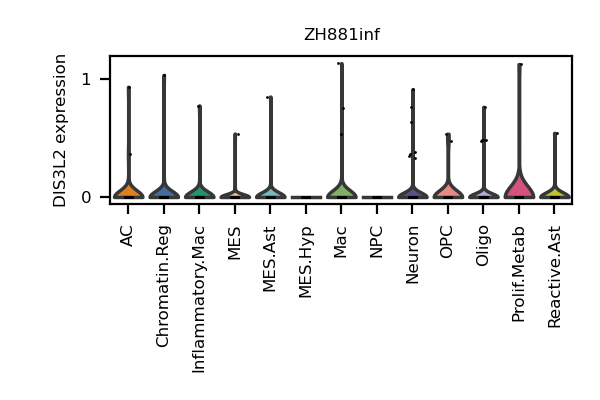 ZH881inf
DIS3L2 expression
1
0
AC
Chromatin.Reg
Inflammatory.Mac
MES
MES.Ast
MES.Hyp
Mac
NPC
Neuron
OPC
Oligo
Prolif.Metab
Reactive.Ast